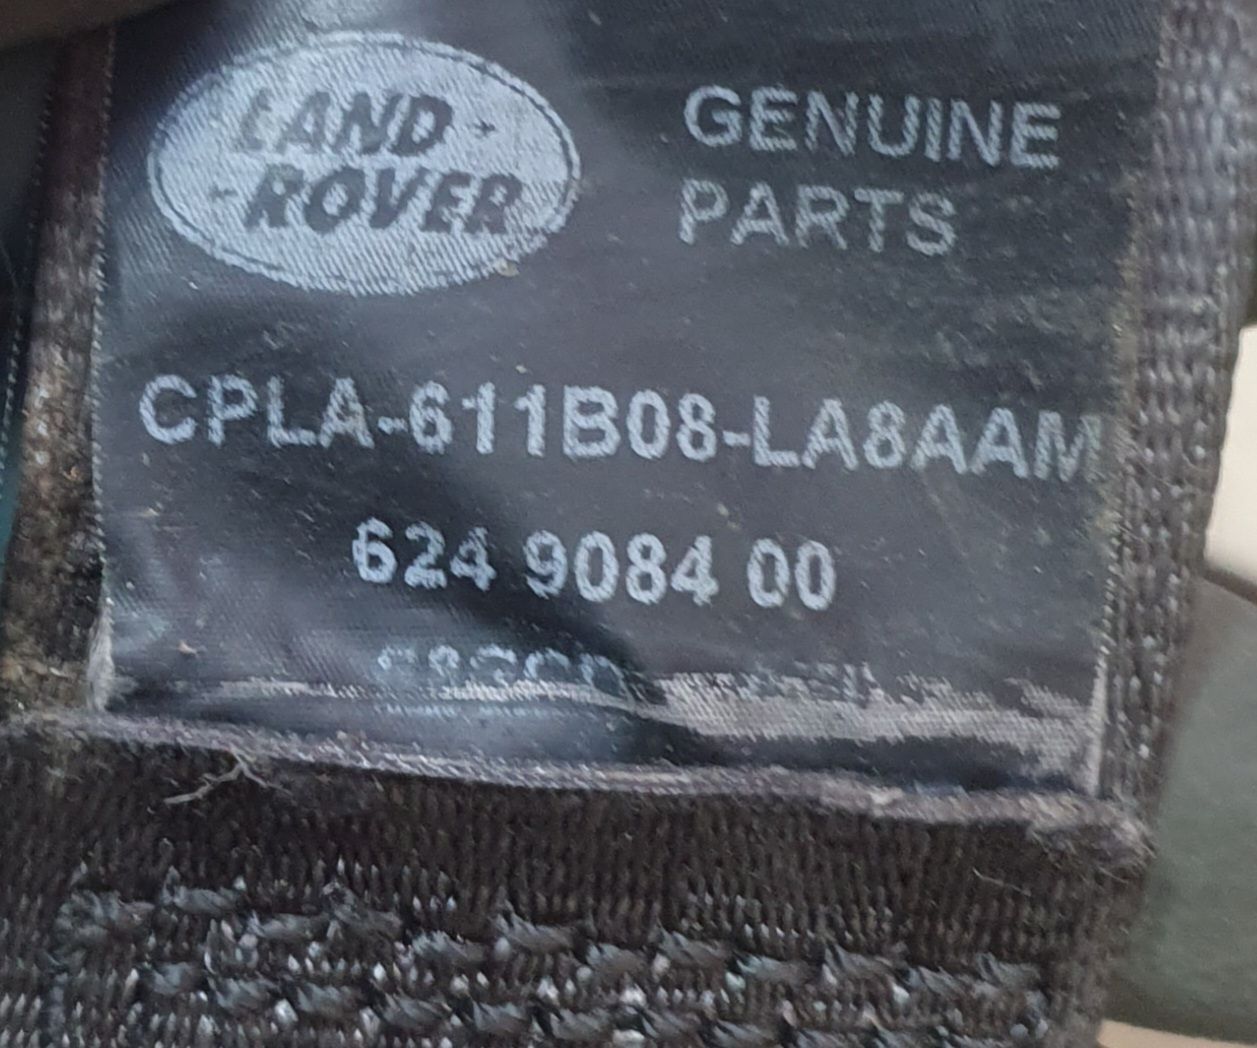 LAND
ROVER
GENUINE
PARTS
CPLA-611B08-LA8AAM
624 9084 00